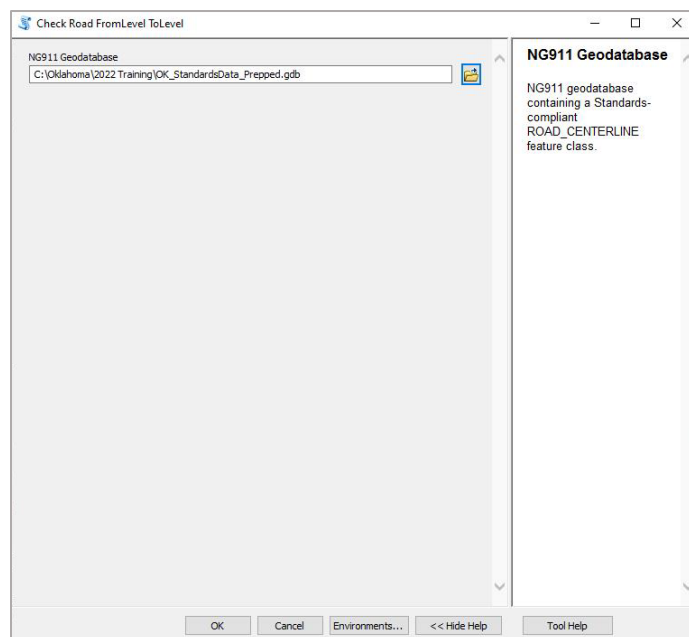 Check Road FromLevel ToLevel
NG911 Geodatabase
C:\Oklahoma\2022 Training\OK_StandardsData_Prepped.gdb
NG911 Geodatabase
NG911 geodatabase
containing a Standards-
compliant
ROAD_CENTERLINE
feature class.
OK
Cancel
Environments...
<< Hide Help
Tool Help